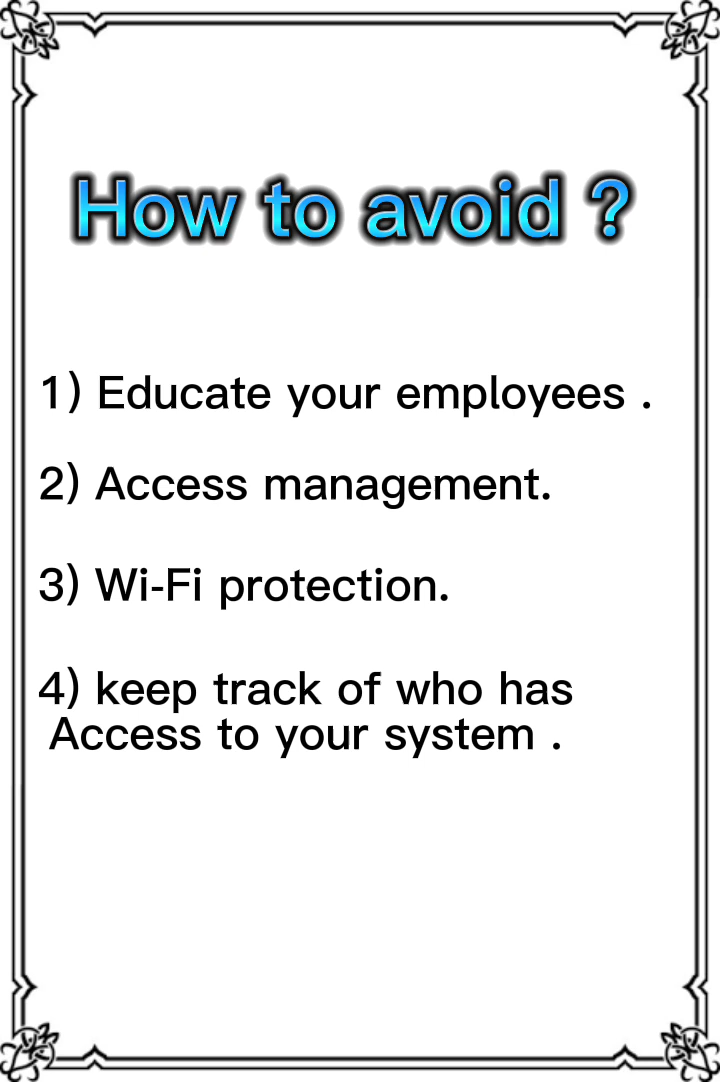 How to avoid ?
1) Educate your employees .
2) Access management.
3) Wi-Fi protection.
4) keep track of who has
Access to your system .